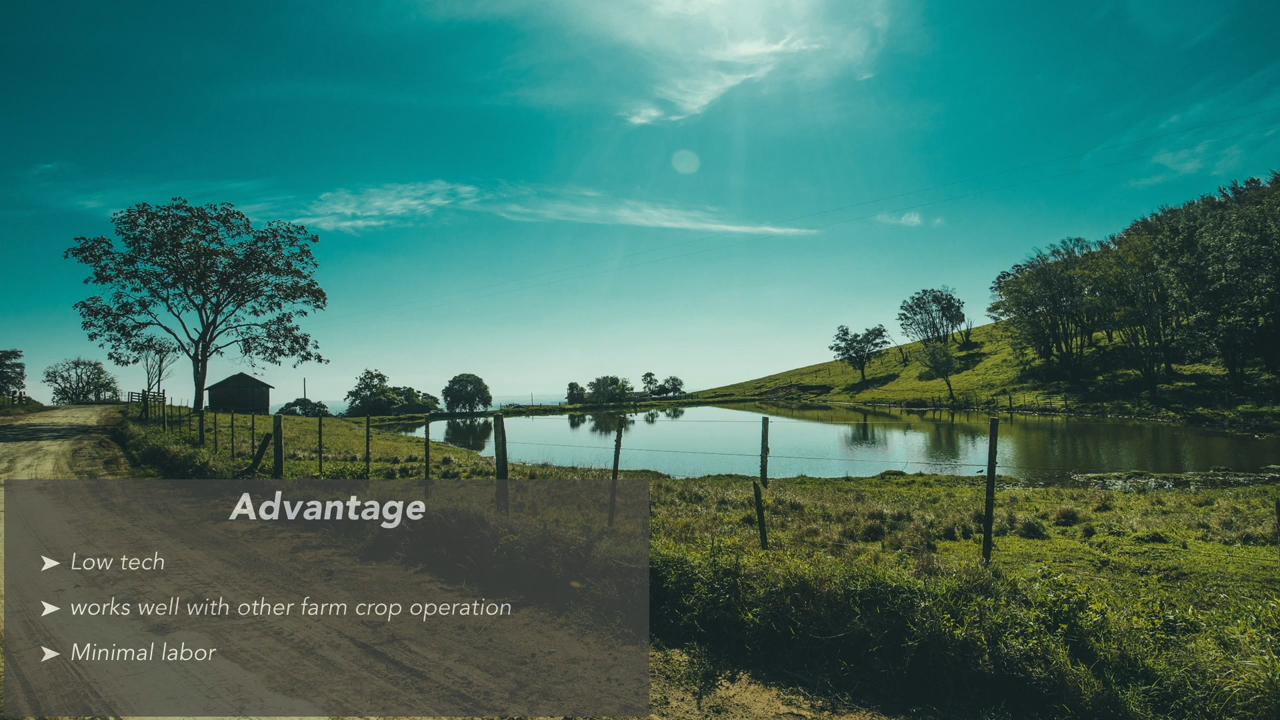 Advantage
➤ Low tech
➤ works well with other farm crop operation
➤ Minimal labor